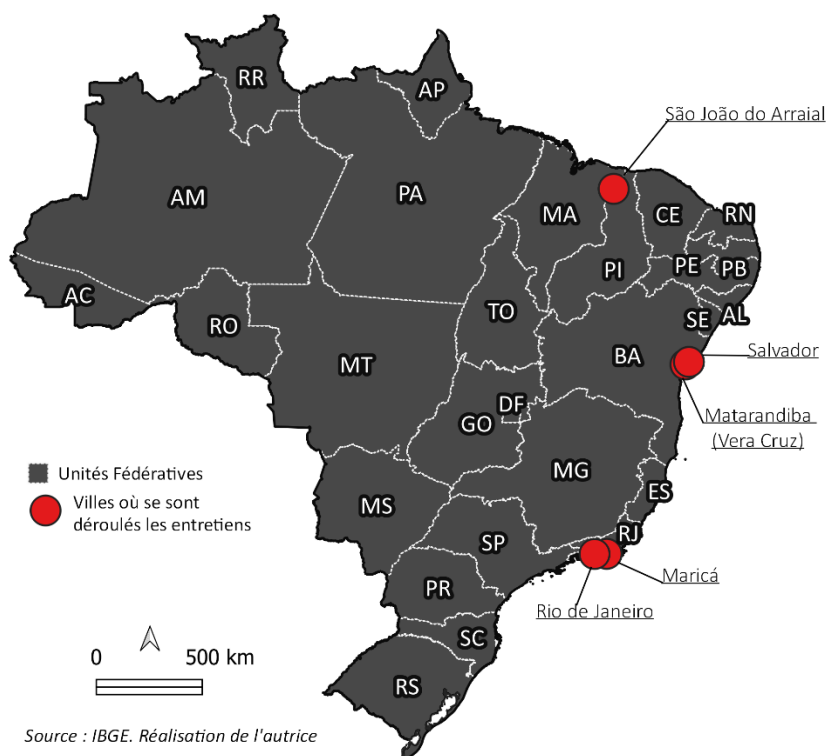 RR
AP
São João do Arraial
AM
PA
MA
CE
RN
PI
PE
PB
AC
TO
SE
AL
RO
BA
Salvador
MT
DF
Matarandiba
(Vera Cruz)
GO
MG
Unités Fédératives
ES
MS
Villes où se sont
déroulés les entretiens
SP
RJ
Maricá
PR
Rio de Janeiro
SC
0 500 km
RS
Source : IBGE. Réalisation de l'autrice